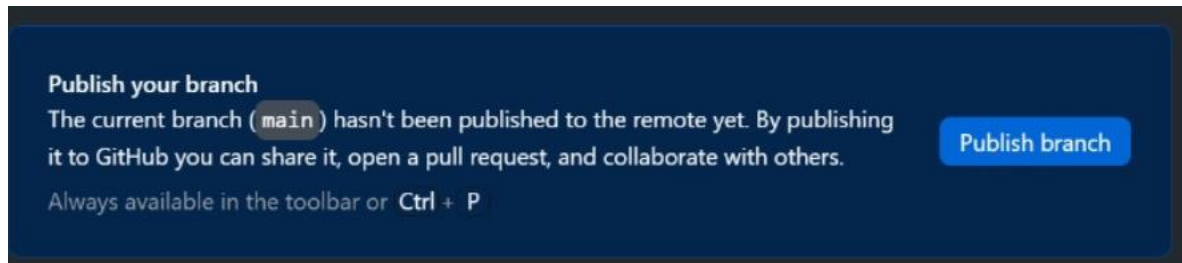 Publish your branch
The current branch (main) hasn't been published to the remote yet. By publishing
it to GitHub you can share it, open a pull request, and collaborate with others.
Publish branch
Always available in the toolbar or Ctrl + P